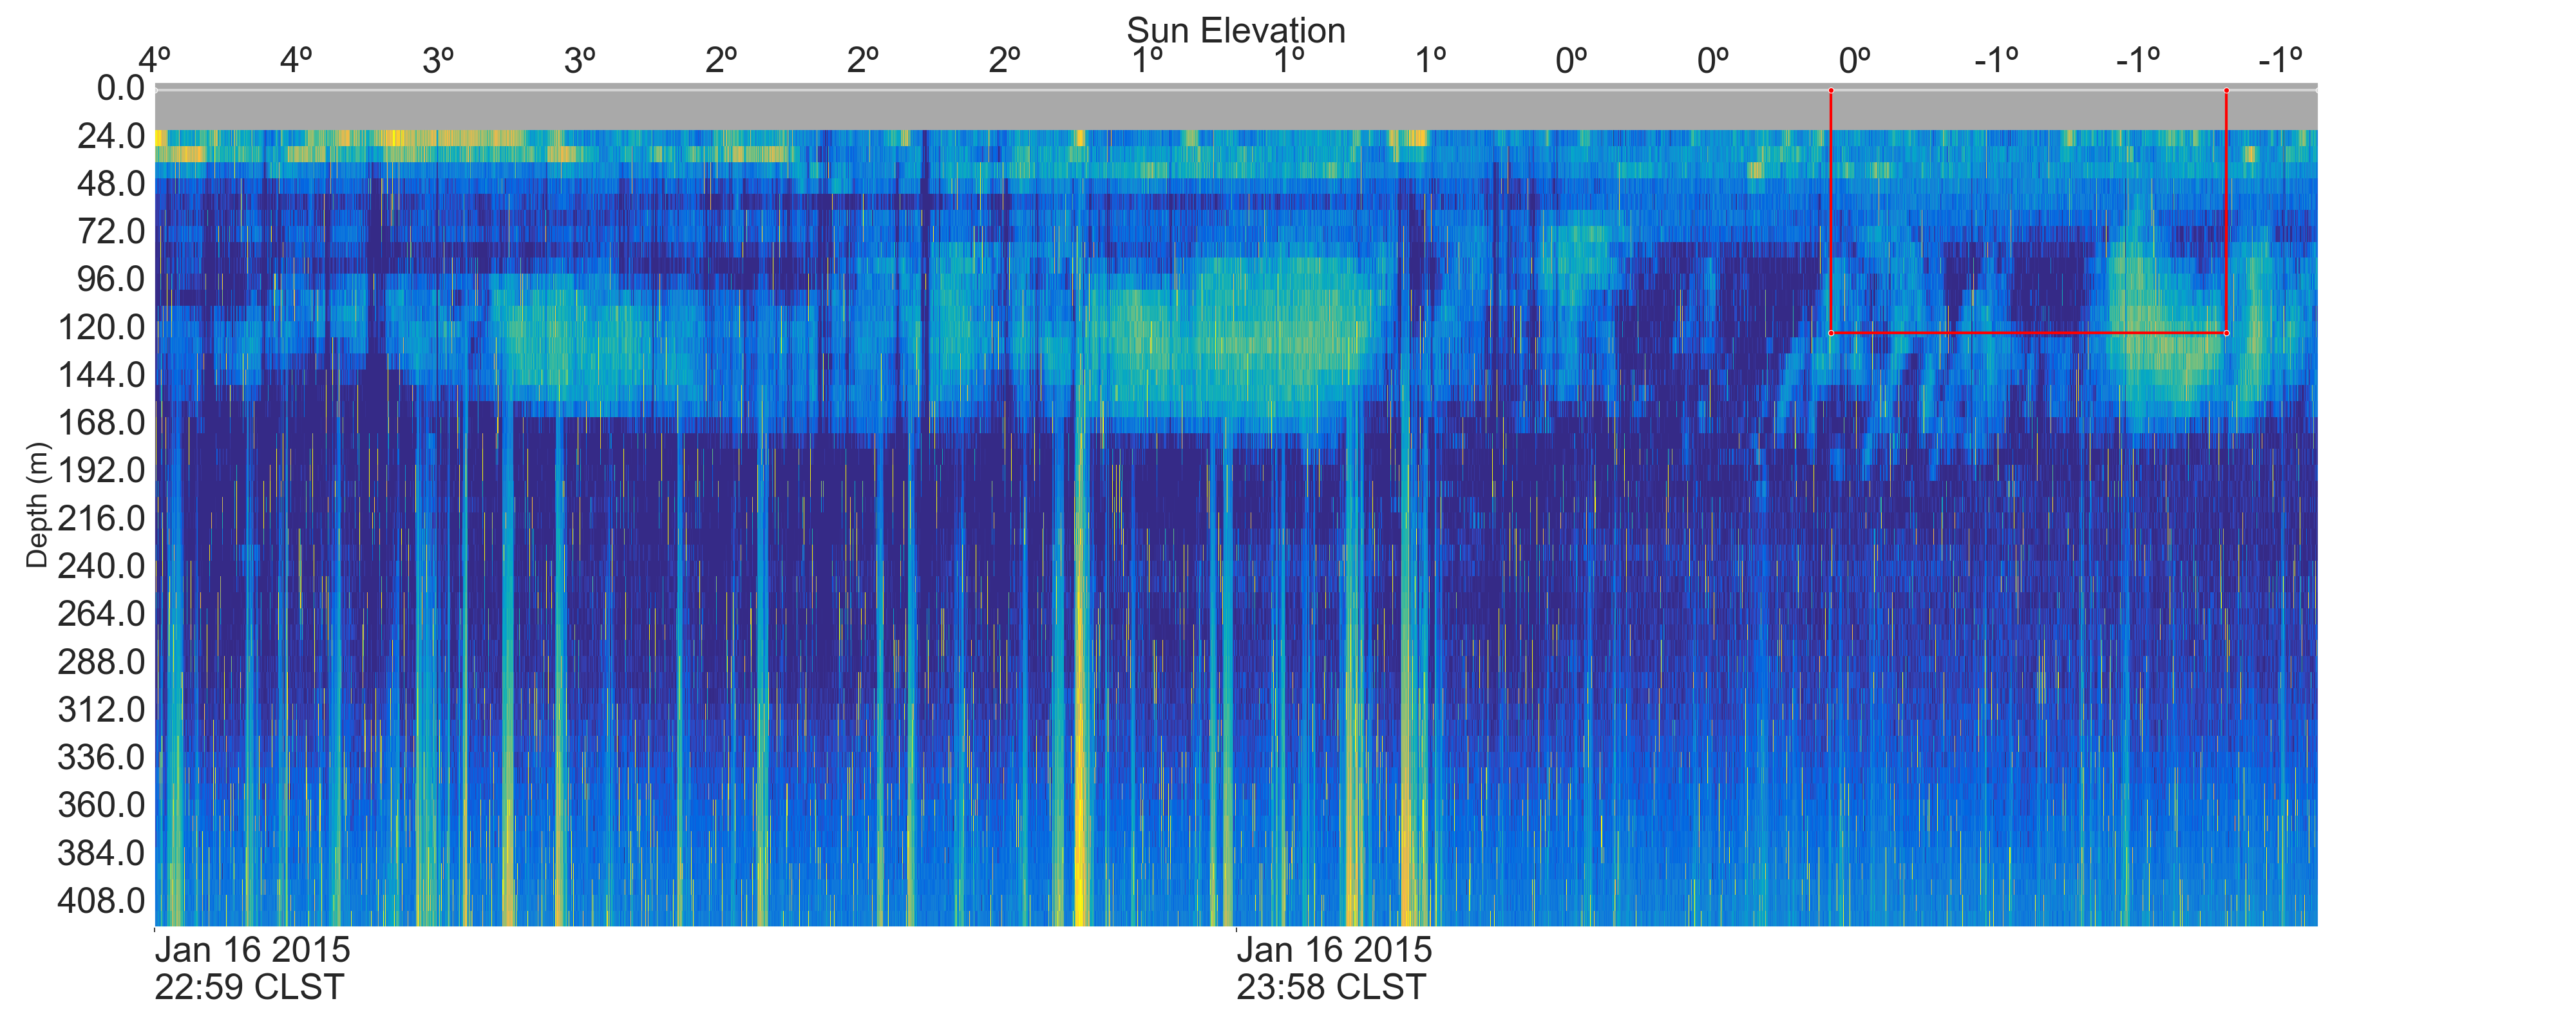 Sun Elevation
4º 4º 3º 3º 2º 2º 2º 1º 1º 1º 0º 0º 0º -1º -1º -1º
0.0
24.0
48.0
72.0
96.0
120.0
144.0
168.0
192.0
216.0
240.0
264.0
288.0
312.0
336.0
360.0
384.0
408.0
Depth (m)
Jan 16 2015
22:59 CLST
Jan 16 2015
23:58 CLST